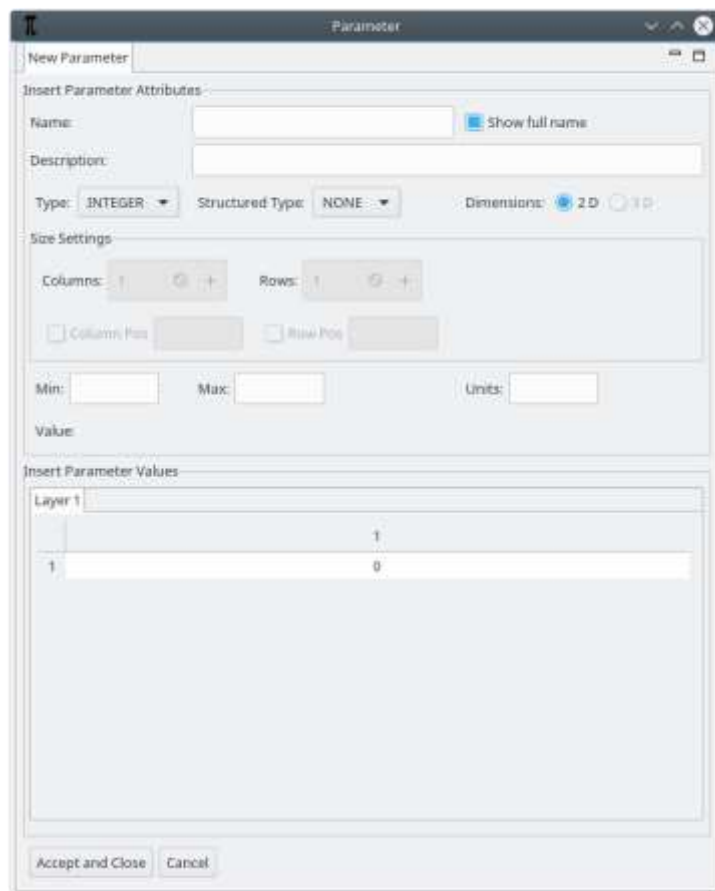 Parameter
New Parameter
Insert Parameter Attributes
Name: Show full name
Description:
Type: INTEGER Structured Type: NONE Dimensions: 2 D 3 D
Size Settings
Columns: 1 + Rows: 1 +
Column Pos Row Pos
Min: Max: Units:
Value:
Insert Parameter Values
Layer 1
1
1 0
Accept and Close Cancel